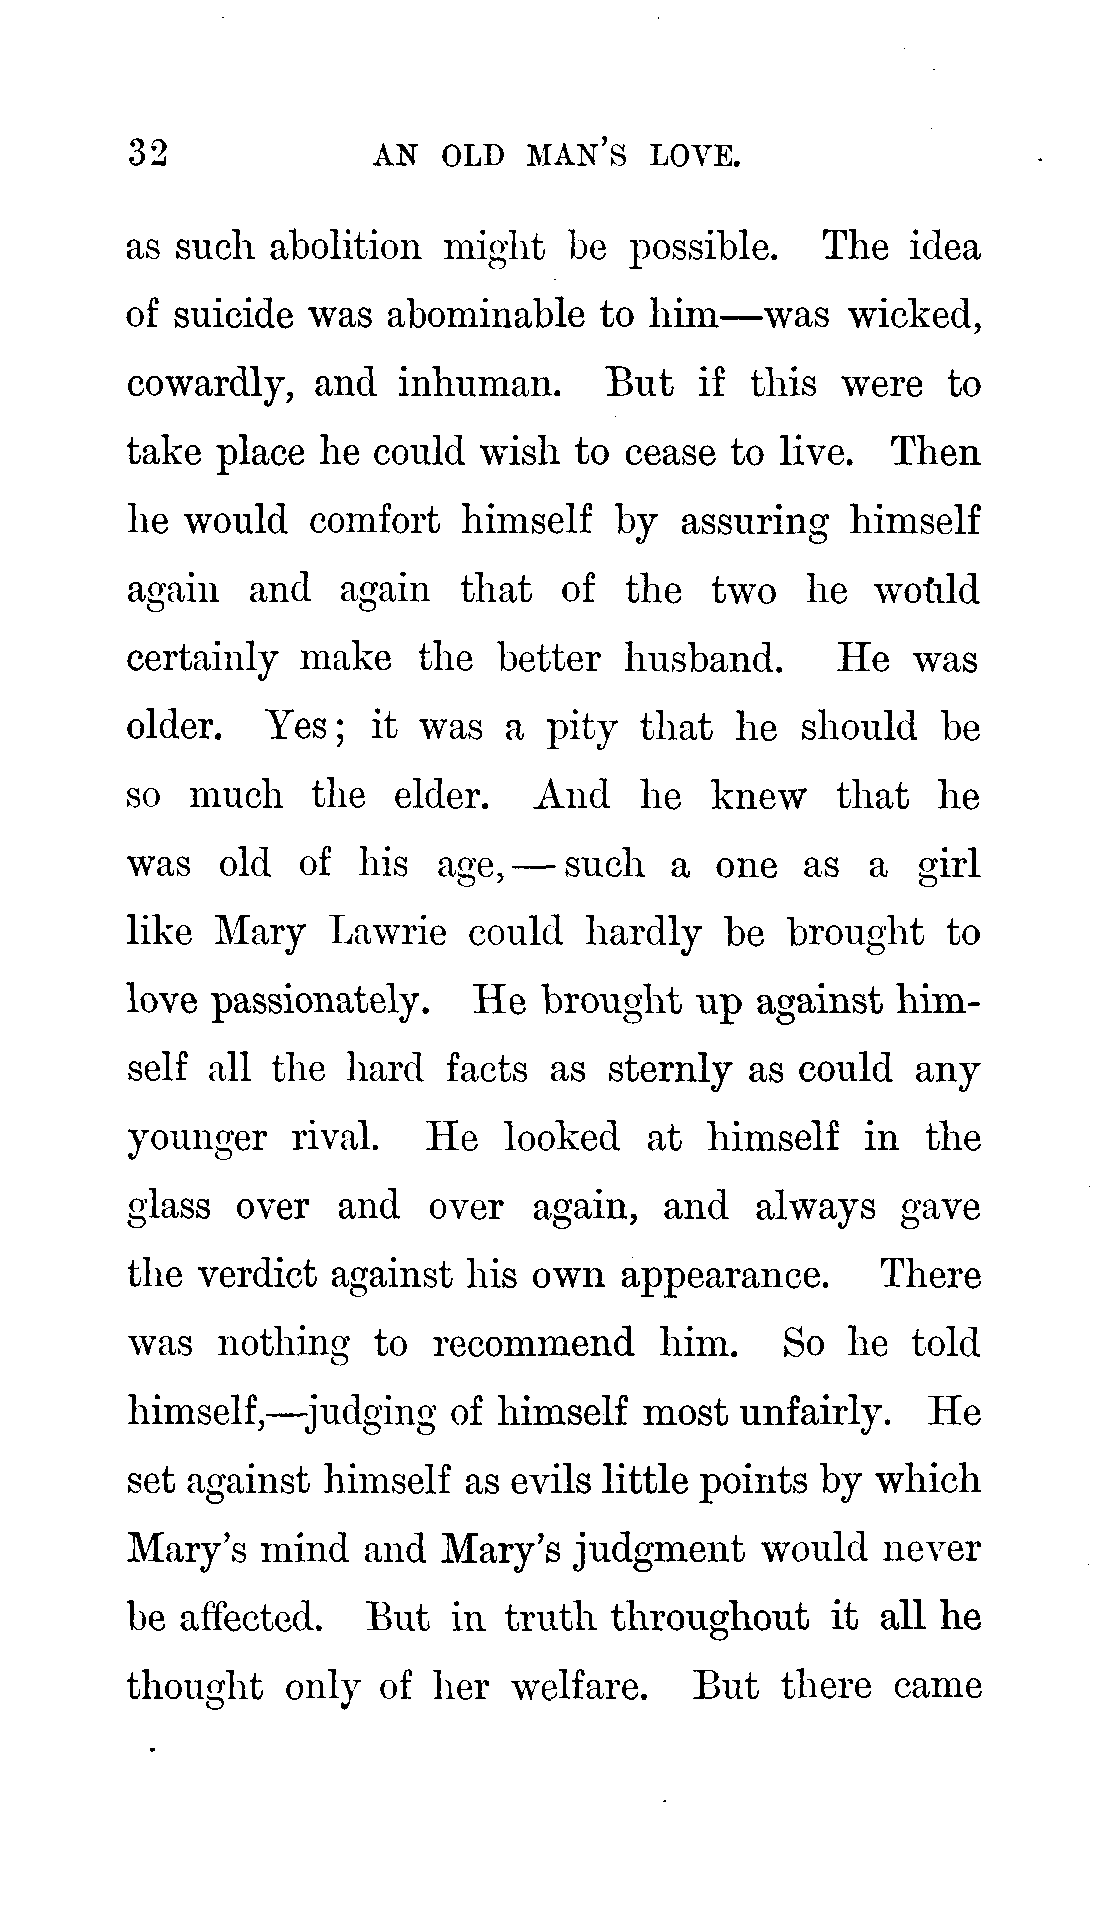 32 AN OLD MAN'S LOVE.
as such abolition might be possible. The idea
of suicide was abominable to him—was wicked,
cowardly, and inhuman. But if this were to
take place he could wish to cease to live. Then
he would comfort himself by assuring himself
again and again that of the two he would
certainly make the better husband. He was
older. Yes; it was a pity that he should be
so much the elder. And he knew that he
was old of his age,—such a one as a girl
like Mary Lawrie could hardly be brought to
love passionately. He brought up against him-
self all the hard facts as sternly as could any
younger rival. He looked at himself in the
glass over and over again, and always gave
the verdict against his own appearance. There
was nothing to recommend him. So he told
himself,—judging of himself most unfairly. He
set against himself as evils little points by which
Mary's mind and Mary's judgment would never
be affected. But in truth throughout it all he
thought only of her welfare. But there came